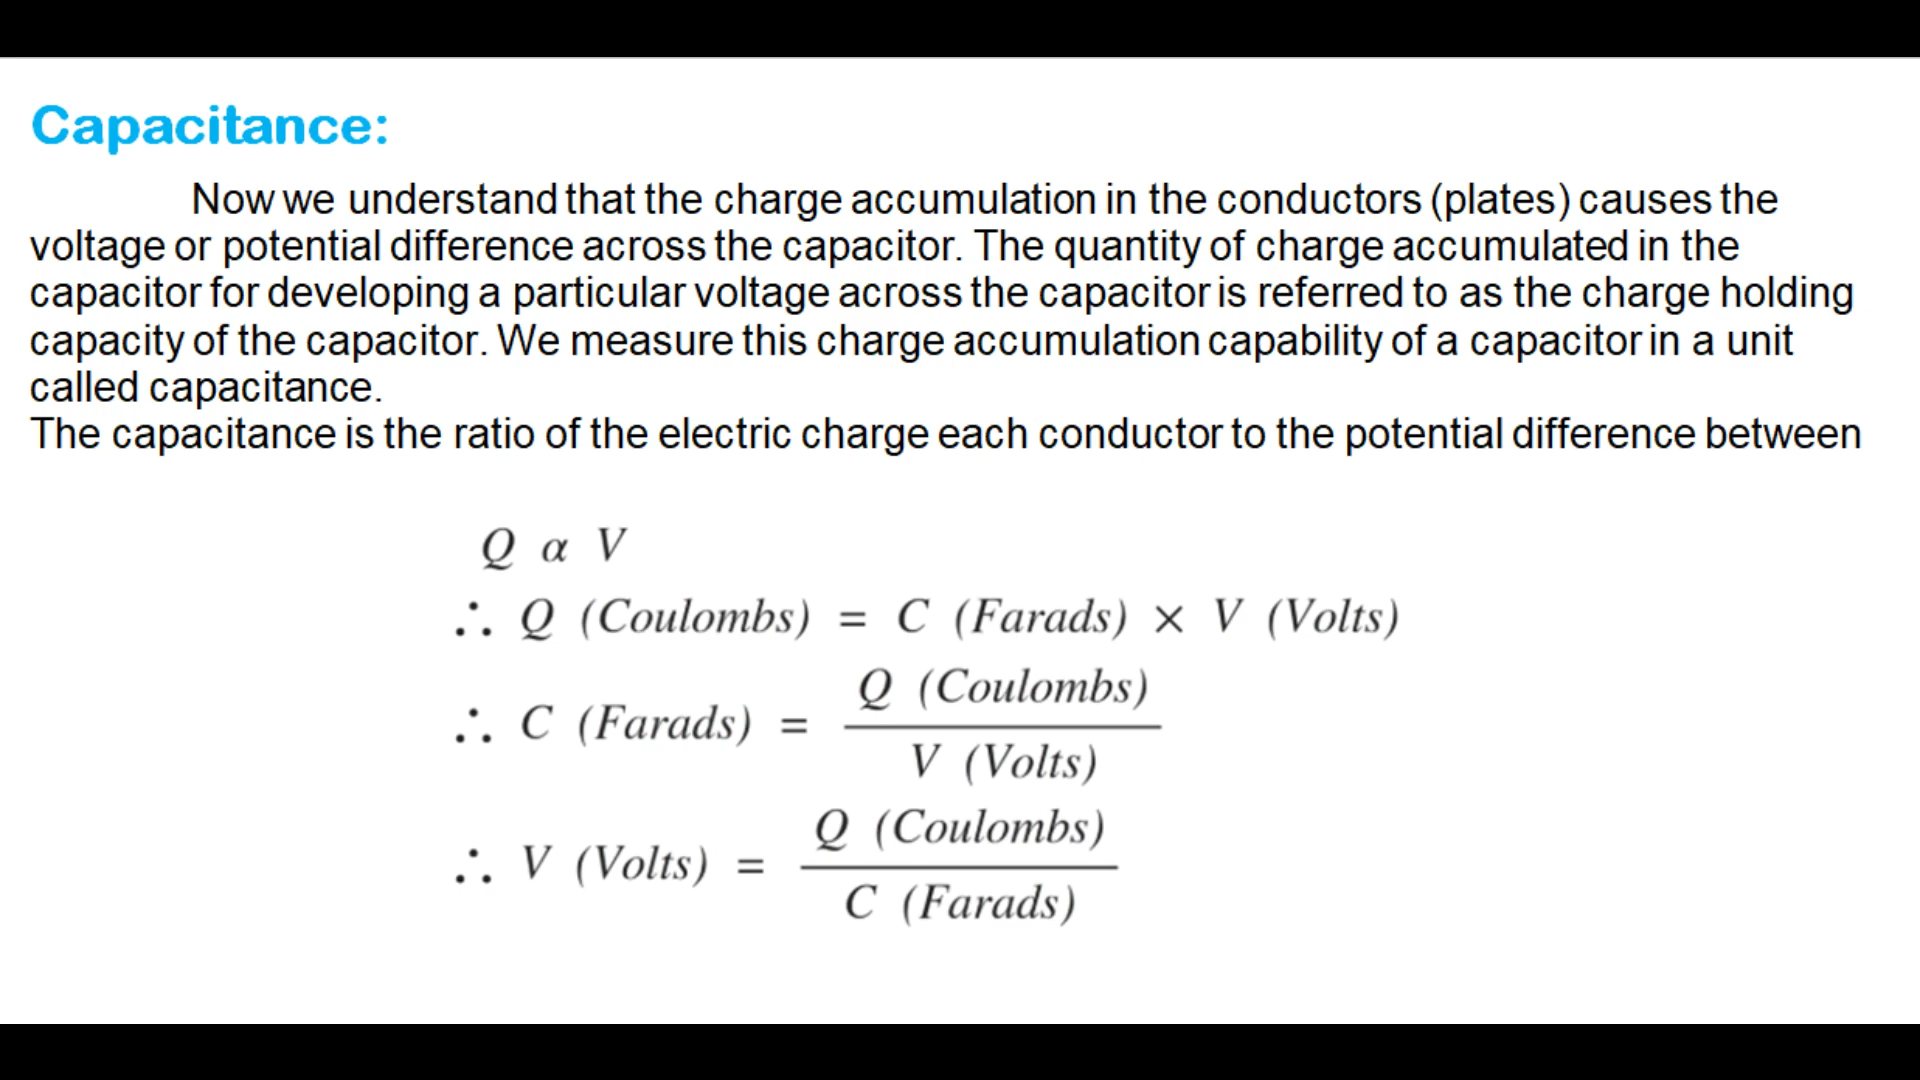 Capacitance:
Now we understand that the charge accumulation in the conductors (plates) causes the
voltage or potential difference across the capacitor. The quantity of charge accumulated in the
capacitor for developing a particular voltage across the capacitor is referred to as the charge holding
capacity of the capacitor. We measure this charge accumulation capability of a capacitor in a unit
called capacitance.
The capacitance is the ratio of the electric charge each conductor to the potential difference between
Q α V
∴ Q (Coulombs) = C (Farads) × V (Volts)
Q (Coulombs)
∴ C (Farads) =
V (Volts)
Q (Coulombs)
∴ V (Volts) =
C (Farads)